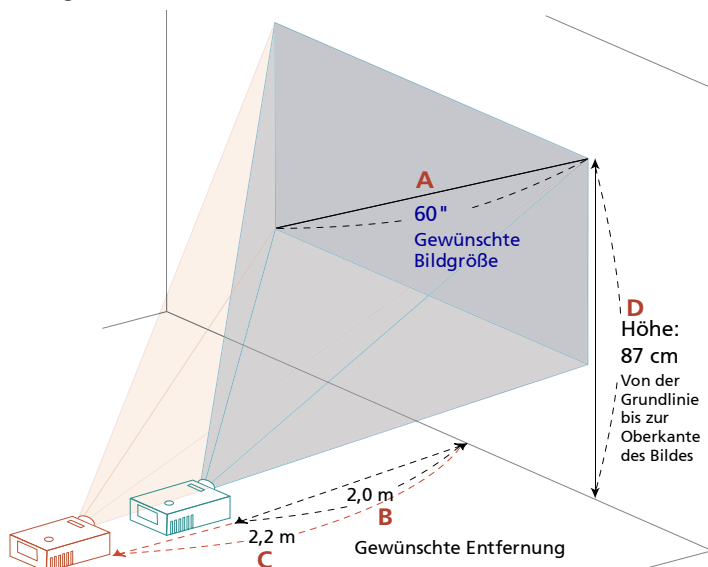 A
60"
Gewünschte
Bildgröße
D
Höhe:
87 cm
Von der
Grundlinie
bis zur
Oberkante
des Bildes
2,0 m
B
2,2 m
C
Gewünschte Entfernung